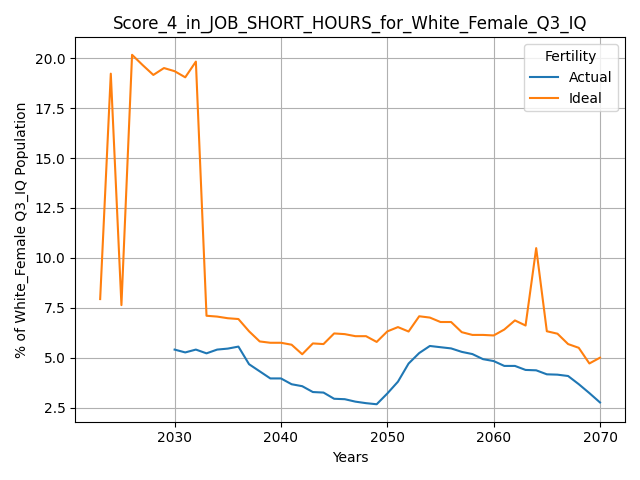 Score_4_in_JOB_SHORT_HOURS_for_White_Female_Q3_IQ
Fertility
Actual
Ideal
% of White_Female Q3_IQ Population
20.0
17.5
15.0
12.5
10.0
7.5
5.0
2.5
2030
2040
2050
2060
2070
Years